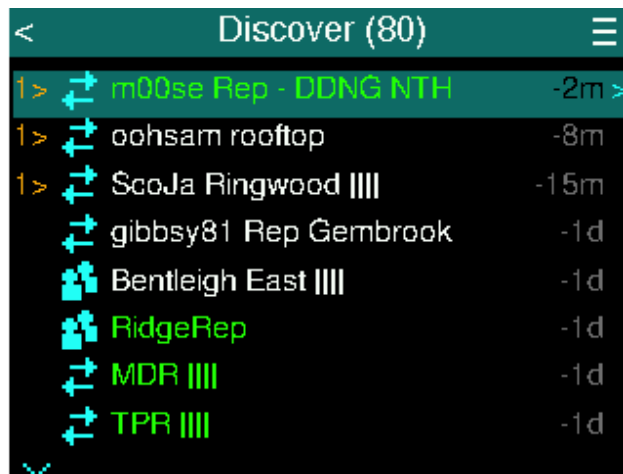 < Discover (80)
1> m00se Rep - DDNG NTH -2m >
1> oohsam rooftop -8m
1> ScoJa Ringwood |||| -15m
gibbsy81 Rep Gembrook -1d
Bentleigh East |||| -1d
RidgeRep -1d
MDR |||| -1d
TPR |||| -1d